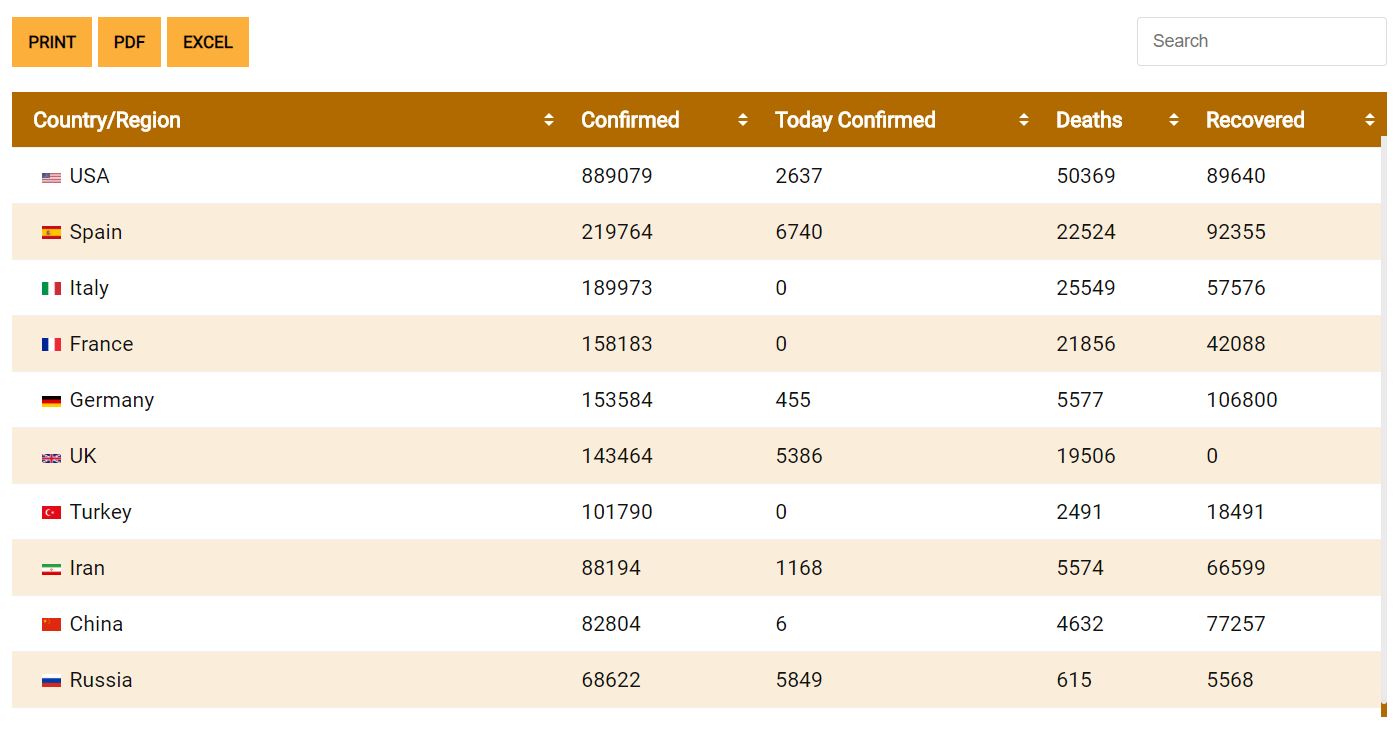 PRINT PDF EXCEL Search
Country/Region Confirmed Today Confirmed Deaths Recovered
USA 889079 2637 50369 89640
Spain 219764 6740 22524 92355
Italy 189973 0 25549 57576
France 158183 0 21856 42088
Germany 153584 455 5577 106800
UK 143464 5386 19506 0
Turkey 101790 0 2491 18491
Iran 88194 1168 5574 66599
China 82804 6 4632 77257
Russia 68622 5849 615 5568